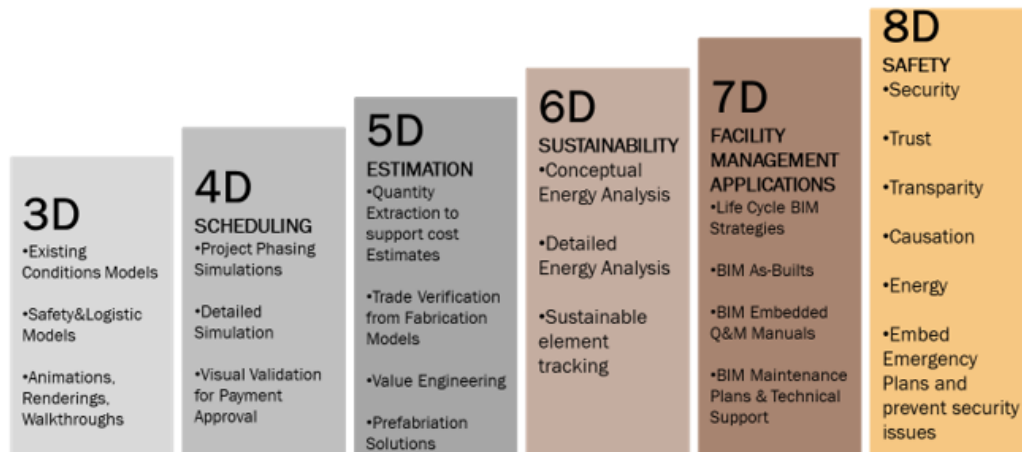 3D
•Existing
Conditions Models
•Safety&Logistic
Models
•Animations,
Renderings,
Walkthroughs
4D
SCHEDULING
•Project Phasing
Simulations
•Detailed
Simulation
•Visual Validation
for Payment
Approval
5D
ESTIMATION
•Quantity
Extraction to
support cost
Estimates
•Trade Verification
from Fabrication
Models
•Value Engineering
•Prefabriation
Solutions
6D
SUSTAINABILITY
•Conceptual
Energy Analysis
•Detailed
Energy Analysis
•Sustainable
element
tracking
7D
FACILITY
MANAGEMENT
APPLICATIONS
•Life Cycle BIM
Strategies
•BIM As-Builts
•BIM Embedded
Q&M Manuals
•BIM Maintenance
Plans & Technical
Support
8D
SAFETY
•Security
•Trust
•Transparity
•Causation
•Energy
•Embed
Emergency
Plans and
prevent security
issues